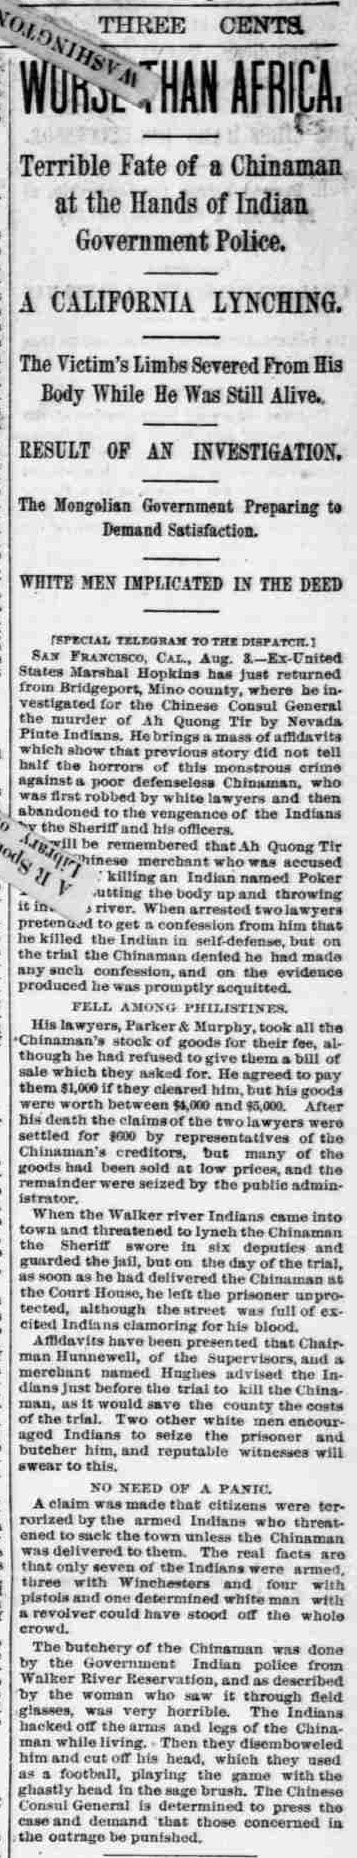 THREE CENTS.
WASHINGTON
WORSE THAN AFRICA.
Terrible Fate of a Chinaman
at the Hands of Indian
Government Police.
A CALIFORNIA LYNCHING.
The Victim's Limbs Severed From His
Body While He Was Still Alive.
RESULT OF AN INVESTIGATION.
The Mongolian Government Preparing to
Demand Satisfaction.
WHITE MEN IMPLICATED IN THE DEED
[SPECIAL TELEGRAM TO THE DISPATCH.]
SAN FRANCISCO, CAL., Aug. 3.—Ex-United
States Marshal Hopkins has just returned
from Bridgeport, Mino county, where he in-
vestigated for the Chinese Consul General
the murder of Ah Quong Tir by Nevada
Piute Indians. He brings a mass of affidavits
which show that previous story did not tell
half the horrors of this monstrous crime
against a poor defenseless Chinaman, who
was first robbed by white lawyers and then
abandoned to the vengeance of the Indians
by the Sheriff and his officers.
will be remembered that Ah Quong Tir
hinese merchant who was accused
killing an Indian named Poker
utting the body up and throwing
it in river. When arrested two lawyers
pretended to get a confession from him that
he killed the Indian in self-defense, but on
the trial the Chinaman denied he had made
any such confession, and on the evidence
produced he was promptly acquitted.
FELL AMONG PHILISTINES.
His lawyers, Parker & Murphy, took all the
Chinaman's stock of goods for their fee, al-
though he had refused to give them a bill of
sale which they asked for. He agreed to pay
them $1,000 if they cleared him, but his goods
were worth between $4,000 and $5,000. After
his death the claims of the two lawyers were
settled for $600 by representatives of the
Chinaman's creditors, but many of the
goods had been sold at low prices, and the
remainder were seized by the public admin-
istrator.
When the Walker river Indians came into
town and threatened to lynch the Chinaman
the Sheriff swore in six deputies and
guarded the jail, but on the day of the trial,
as soon as he had delivered the Chinaman at
the Court House, he left the prisoner unpro-
tected, although the street was full of ex-
cited Indians clamoring for his blood.
Affidavits have been presented that Chair-
man Hunnewell, of the Supervisors, and a
merchant named Hughes advised the In-
dians just before the trial to kill the China-
man, as it would save the county the costs
of the trial. Two other white men encour-
aged Indians to seize the prisoner and
butcher him, and reputable witnesses will
swear to this.
NO NEED OF A PANIC.
A claim was made that citizens were ter-
rorized by the armed Indians who threat-
ened to sack the town unless the Chinaman
was delivered to them. The real facts are
that only seven of the Indians were armed,
three with Winchesters and four with
pistols and one determined white man with
a revolver could have stood off the whole
crowd.
The butchery of the Chinaman was done
by the Government Indian police from
Walker River Reservation, and as described
by the woman who saw it through field
glasses, was very horrible. The Indians
hacked off the arms and legs of the China-
man while living. Then they disemboweled
him and cut off his head, which they used
as a football, playing the game with the
ghastly head in the sage brush. The Chinese
Consul General is determined to press the
case and demand that those concerned in
the outrage be punished.